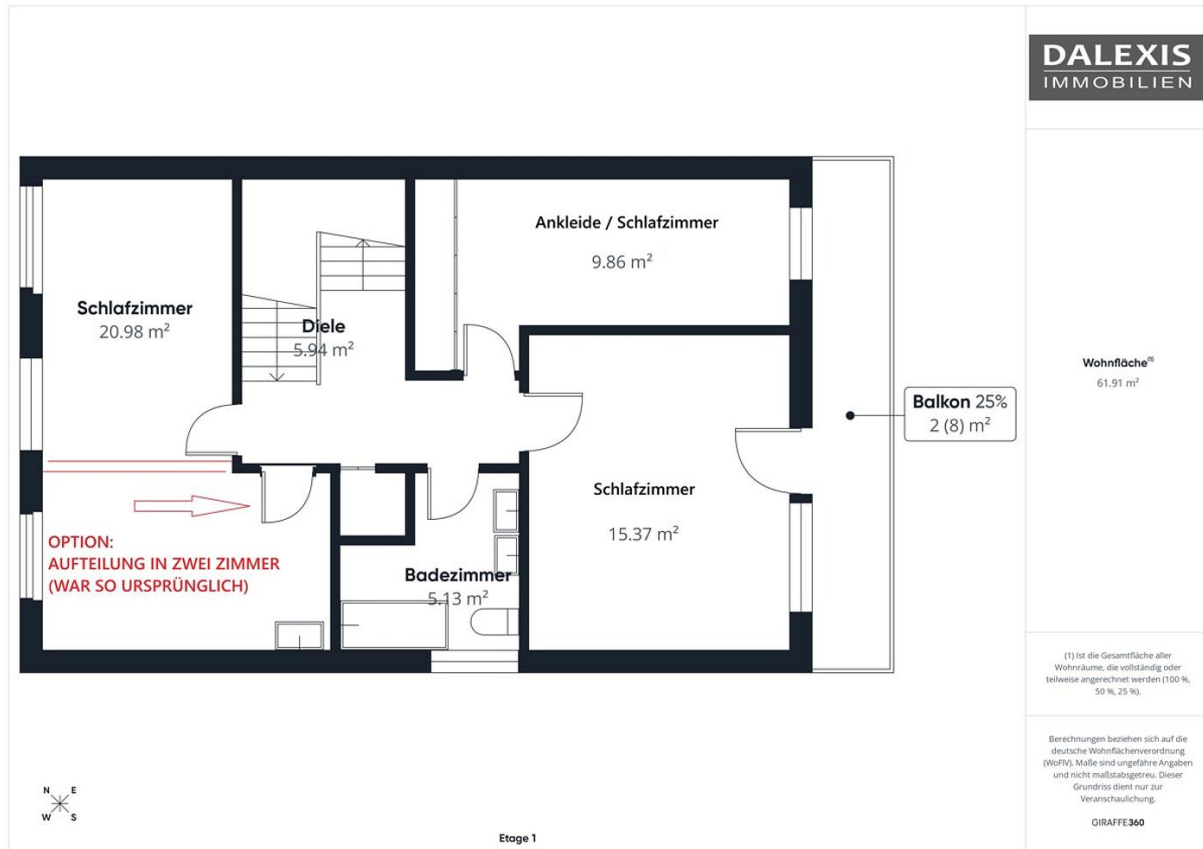 DALEXIS
IMMOBILIEN
Ankleide / Schlafzimmer
9.86 m²
Schlafzimmer
20.98 m²
Diele
5.94 m²
Wohnfläche⁽¹⁾
61.91 m²
Balkon 25%
2 (8) m²
Schlafzimmer
15.37 m²
OPTION:
AUFTEILUNG IN ZWEI ZIMMER
(WAR SO URSPRÜNGLICH)
Badezimmer
5.13 m²
(1) Ist die Gesamtfläche aller
Wohnräume, die vollständig oder
teilweise angerechnet werden (100 %,
50 %, 25 %).
Berechnungen beziehen sich auf die
deutsche Wohnflächenverordnung
(WoFIV). Maße sind ungefähre Angaben
und nicht maßstabsgetreu. Dieser
Grundriss dient nur zur
Veranschaulichung.
GIRAFFE360
N E
W S
Etage 1